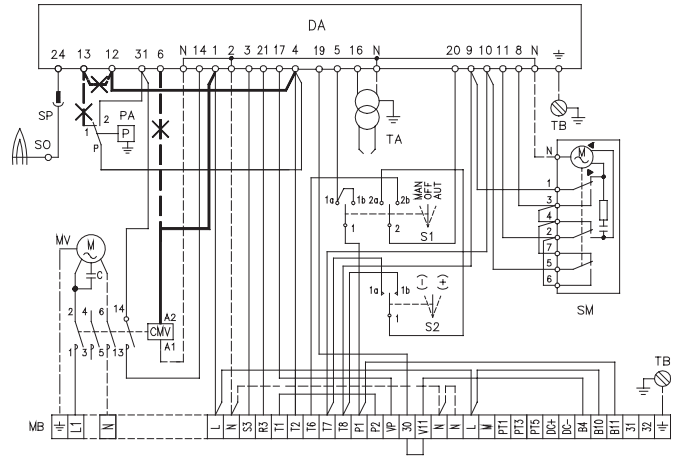 DA
24 13 12 31 6 N 14 1 2 3 21 17 4 19 5 16 N 20 9 10 11 8 N
SP
1 2 PA
P
P
SO
TA
TB
N M
1
3
4
2
7
5
6
SM
1a 1b 2a 2b MAN OFF AUT
1 2 S1
1a 1b (-) (+)
1 S2
MV M
C
2 4 6 14
A2
CMV
A1
1 3 5 13
TB
MB L1 N L N S3 R3 T1 T2 T6 T7 T8 P1 P2 VP 30 V11 N N L M PT1 PT3 PT5 DC+ DC- B4 B10 B11 31 32